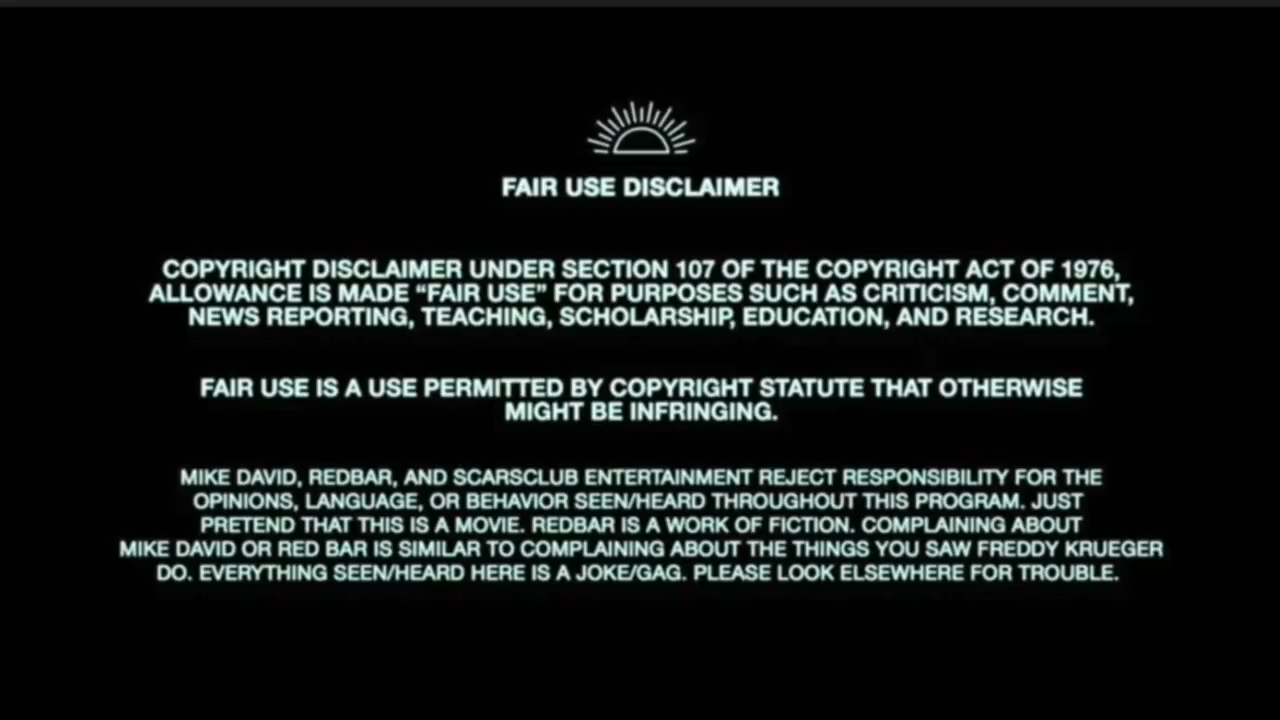 FAIR USE DISCLAIMER
COPYRIGHT DISCLAIMER UNDER SECTION 107 OF THE COPYRIGHT ACT OF 1976,
ALLOWANCE IS MADE “FAIR USE” FOR PURPOSES SUCH AS CRITICISM, COMMENT,
NEWS REPORTING, TEACHING, SCHOLARSHIP, EDUCATION, AND RESEARCH.
FAIR USE IS A USE PERMITTED BY COPYRIGHT STATUTE THAT OTHERWISE
MIGHT BE INFRINGING.
MIKE DAVID, REDBAR, AND SCARSCLUB ENTERTAINMENT REJECT RESPONSIBILITY FOR THE
OPINIONS, LANGUAGE, OR BEHAVIOR SEEN/HEARD THROUGHOUT THIS PROGRAM. JUST
PRETEND THAT THIS IS A MOVIE. REDBAR IS A WORK OF FICTION. COMPLAINING ABOUT
MIKE DAVID OR RED BAR IS SIMILAR TO COMPLAINING ABOUT THE THINGS YOU SAW FREDDY KRUEGER
DO. EVERYTHING SEEN/HEARD HERE IS A JOKE/GAG. PLEASE LOOK ELSEWHERE FOR TROUBLE.